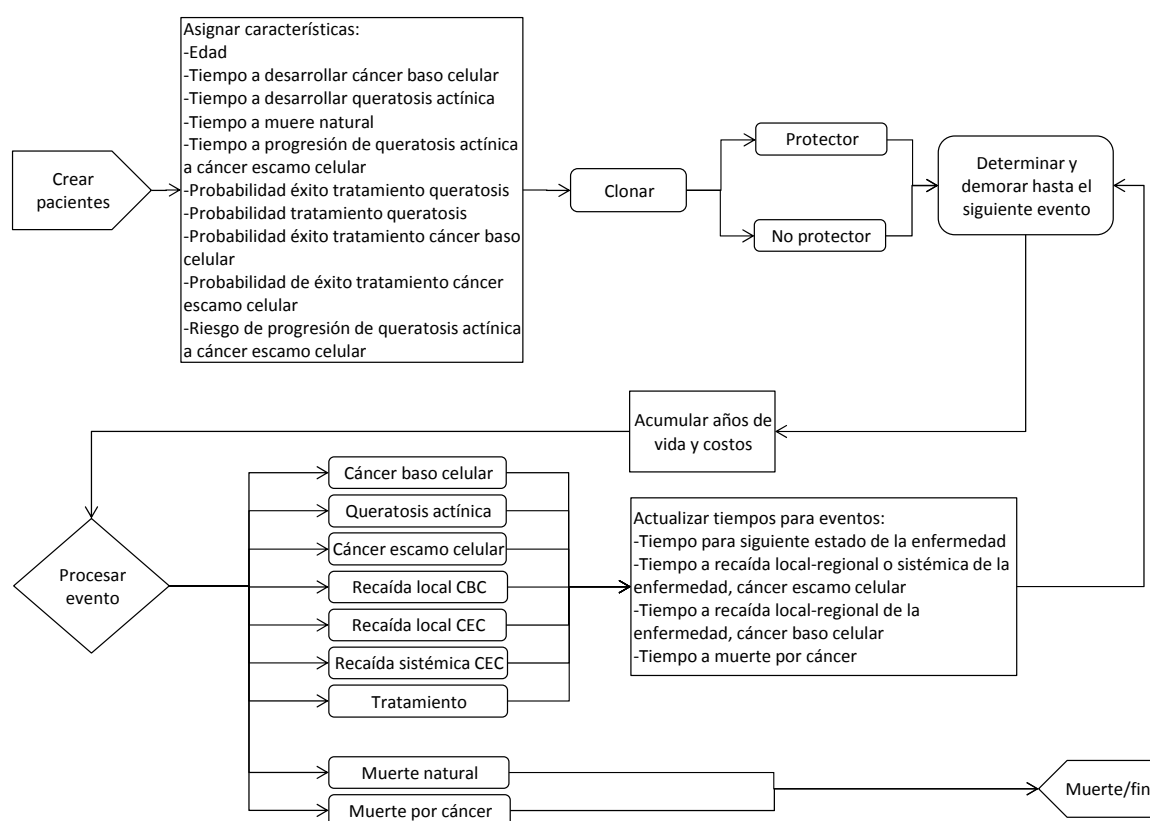 Asignar características:
-Edad
-Tiempo a desarrollar cáncer baso celular
-Tiempo a desarrollar queratosis actínica
-Tiempo a muere natural
-Tiempo a progresión de queratosis actínica
a cáncer escamo celular
-Probabilidad éxito tratamiento queratosis
-Probabilidad tratamiento queratosis
-Probabilidad éxito tratamiento cáncer baso
celular
-Probabilidad de éxito tratamiento cáncer
escamo celular
-Riesgo de progresión de queratosis actínica
a cáncer escamo celular
Crear
pacientes
Clonar
Protector
No protector
Determinar y
demorar hasta el
siguiente evento
Acumular años de
vida y costos
Procesar
evento
Cáncer baso celular
Queratosis actínica
Cáncer escamo celular
Recaída local CBC
Recaída local CEC
Recaída sistémica CEC
Tratamiento
Muerte natural
Muerte por cáncer
Actualizar tiempos para eventos:
-Tiempo para siguiente estado de la enfermedad
-Tiempo a recaída local-regional o sistémica de la
enfermedad, cáncer escamo celular
-Tiempo a recaída local-regional de la
enfermedad, cáncer baso celular
-Tiempo a muerte por cáncer
Muerte/fin